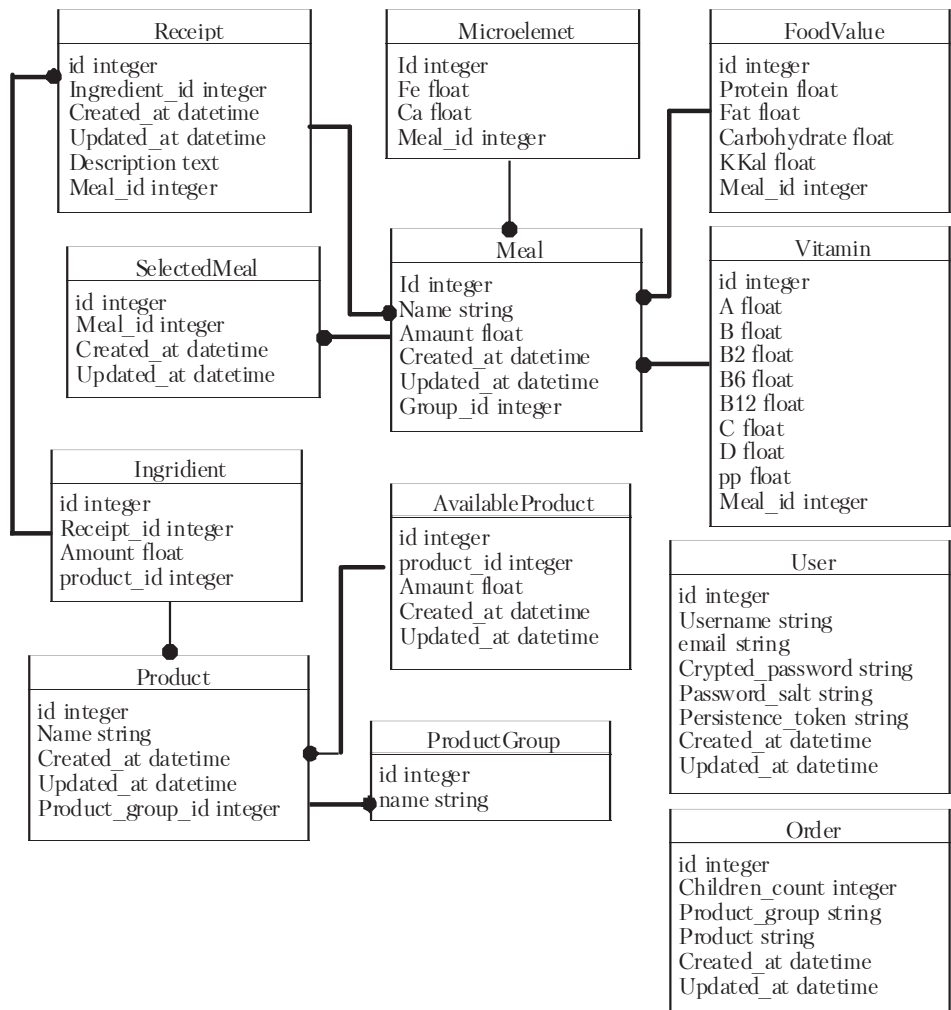 Receipt
id integer
Ingredient_id integer
Created_at datetime
Updated_at datetime
Description text
Meal_id integer
Microelemet
Id integer
Fe float
Ca float
Meal_id integer
FoodValue
id integer
Protein float
Fat float
Carbohydrate float
KKal float
Meal_id integer
SelectedMeal
id integer
Meal_id integer
Created_at datetime
Updated_at datetime
Meal
Id integer
Name string
Amaunt float
Created_at datetime
Updated_at datetime
Group_id integer
Vitamin
id integer
A float
B float
B2 float
B6 float
B12 float
C float
D float
pp float
Meal_id integer
Ingridient
id integer
Receipt_id integer
Amount float
product_id integer
AvailableProduct
id integer
product_id integer
Amaunt float
Created_at datetime
Updated_at datetime
User
id integer
Username string
email string
Crypted_password string
Password_salt string
Persistence_token string
Created_at datetime
Updated_at datetime
Product
id integer
Name string
Created_at datetime
Updated_at datetime
Product_group_id integer
ProductGroup
id integer
name string
Order
id integer
Children_count integer
Product_group string
Product string
Created_at datetime
Updated_at datetime